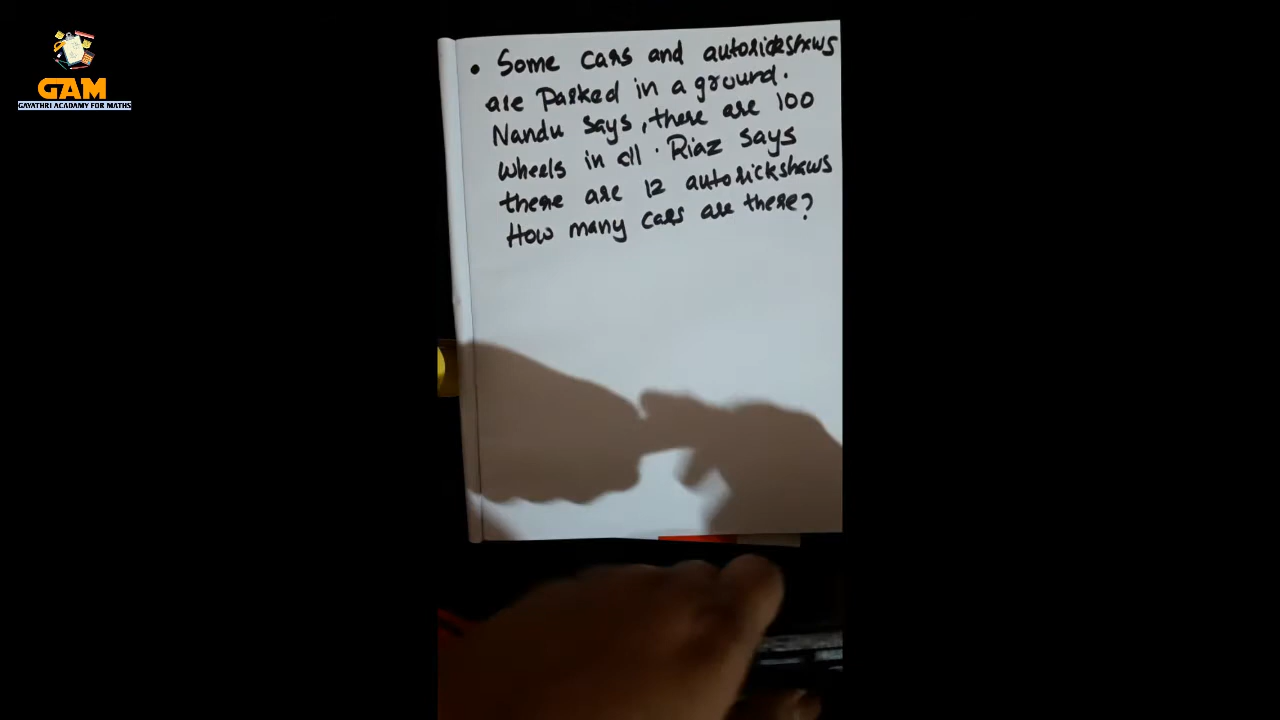 GAM
GAYATHRI ACADAMY FOR MATHS
• Some cars and autorickshaws
are Parked in a ground.
Nandu says, there are 100
wheels in all. Riaz says
there are 12 autorickshaws
How many cars are there?